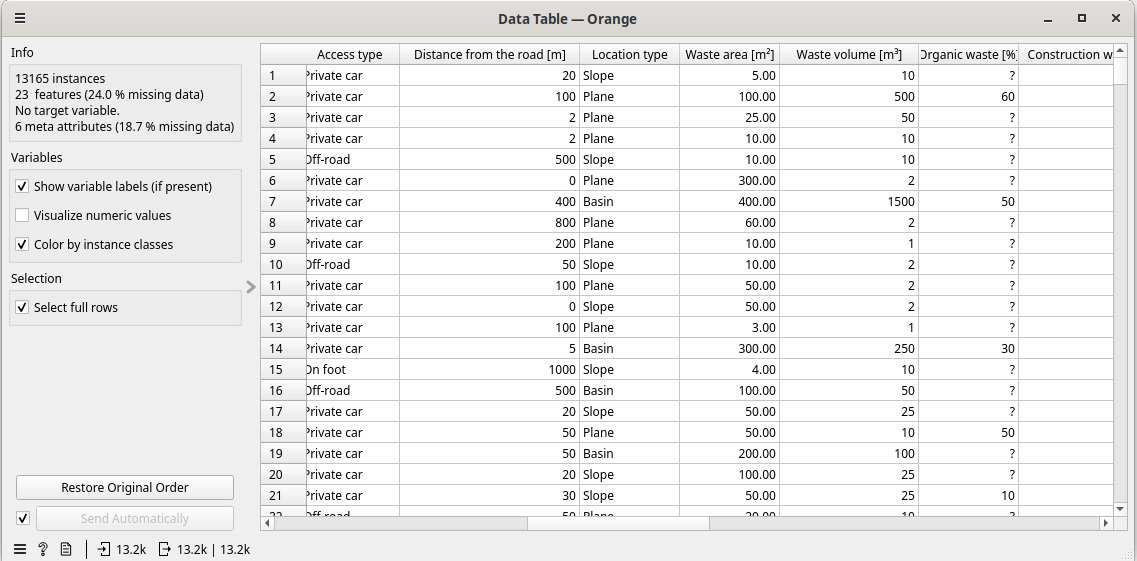 Data Table — Orange
Info
13165 instances
23 features (24.0 % missing data)
No target variable.
6 meta attributes (18.7 % missing data)
Variables
Show variable labels (if present)
Visualize numeric values
Color by instance classes
Selection
Select full rows
Restore Original Order
Send Automatically
13.2k 13.2k | 13.2k
Access type Distance from the road [m] Location type Waste area [m²] Waste volume [m³] Organic waste [%] Construction w
1 Private car 20 Slope 5.00 10 ?
2 Private car 100 Plane 100.00 500 60
3 Private car 2 Plane 25.00 50 ?
4 Private car 2 Plane 10.00 10 ?
5 Off-road 500 Slope 10.00 10 ?
6 Private car 0 Plane 300.00 2 ?
7 Private car 400 Basin 400.00 1500 50
8 Private car 800 Plane 60.00 2 ?
9 Private car 200 Plane 10.00 1 ?
10 Off-road 50 Slope 10.00 2 ?
11 Private car 100 Plane 50.00 2 ?
12 Private car 0 Slope 50.00 2 ?
13 Private car 100 Plane 3.00 1 ?
14 Private car 5 Basin 300.00 250 30
15 On foot 1000 Slope 4.00 10 ?
16 Off-road 500 Basin 100.00 50 ?
17 Private car 20 Slope 50.00 25 ?
18 Private car 50 Plane 50.00 10 50
19 Private car 50 Basin 200.00 100 ?
20 Private car 20 Slope 100.00 25 ?
21 Private car 30 Slope 50.00 25 10
22 Off-road 50 Plane 20.00 10 ?